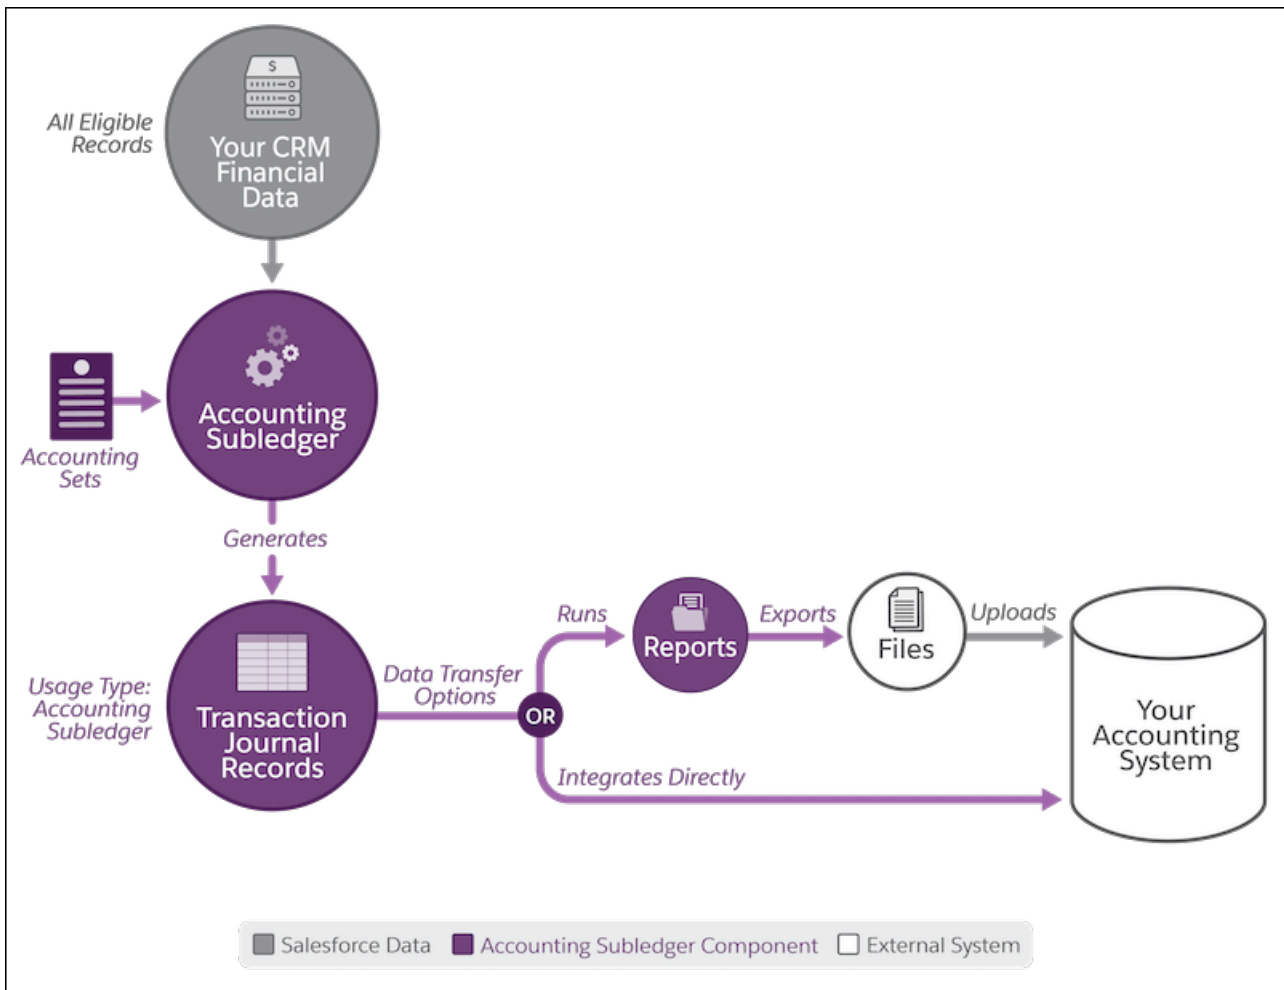 $
All Eligible
Records
Your CRM
Financial
Data
Accounting
Subledger
Accounting
Sets
Generates
Usage Type:
Accounting
Subledger
Transaction
Journal
Records
Data Transfer
Options
OR
Runs
Reports
Exports
Files
Uploads
Integrates Directly
Your
Accounting
System
Salesforce Data
Accounting Subledger Component
External System